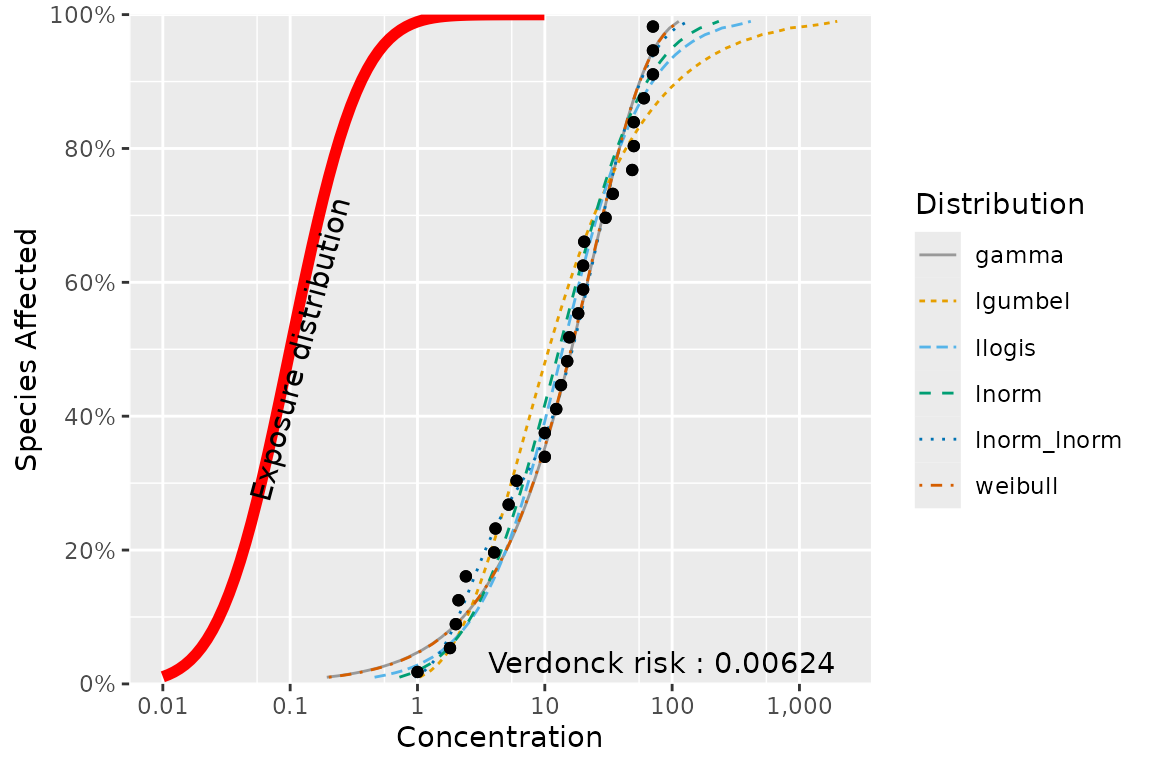 100%
80%
60%
40%
20%
0%
Species Affected
Exposure distribution
Verdonck risk : 0.00624
0.01
0.1
1
10
100
1,000
Concentration
Distribution
gamma
lgumbel
llogis
lnorm
lnorm_lnorm
weibull